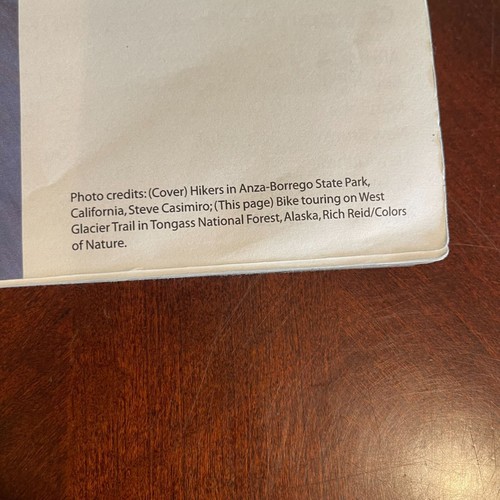 Photo credits: (Cover) Hikers in Anza-Borrego State Park,
California, Steve Casimiro; (This page) Bike touring on West
Glacier Trail in Tongass National Forest, Alaska, Rich Reid/Colors
of Nature.